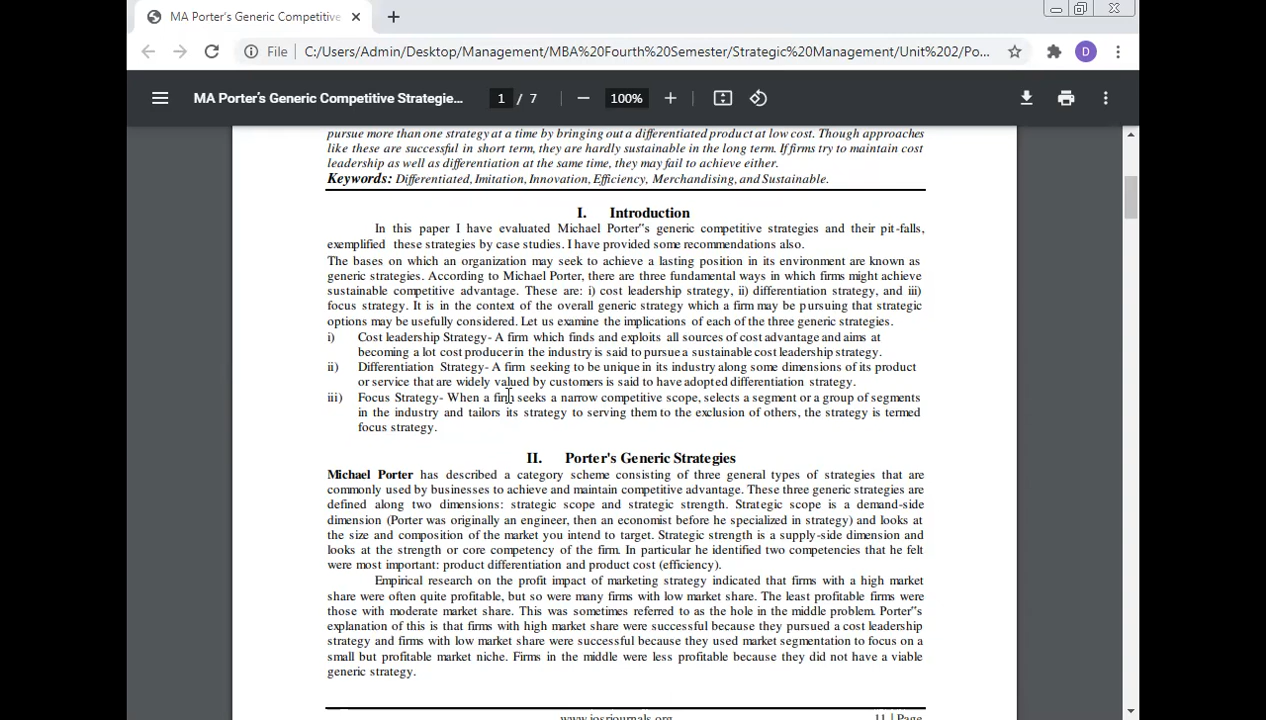 MA Porter's Generic Competitive
File C:/Users/Admin/Desktop/Management/MBA%20Fourth%20Semester/Strategic%20Management/Unit%202/Po...
D
MA Porter's Generic Competitive Strategie... 1 / 7 100%
pursue more than one strategy at a time by bringing out a differentiated product at low cost. Though approaches
like these are successful in short term, they are hardly sustainable in the long term. If firms try to maintain cost
leadership as well as differentiation at the same time, they may fail to achieve either.
Keywords: Differentiated, Imitation, Innovation, Efficiency, Merchandising, and Sustainable.
I. Introduction
In this paper I have evaluated Michael Porter"s generic competitive strategies and their pit-falls,
exemplified these strategies by case studies. I have provided some recommendations also.
The bases on which an organization may seek to achieve a lasting position in its environment are known as
generic strategies. According to Michael Porter, there are three fundamental ways in which firms might achieve
sustainable competitive advantage. These are: i) cost leadership strategy, ii) differentiation strategy, and iii)
focus strategy. It is in the context of the overall generic strategy which a firm may be pursuing that strategic
options may be usefully considered. Let us examine the implications of each of the three generic strategies.
i) Cost leadership Strategy- A firm which finds and exploits all sources of cost advantage and aims at
becoming a lot cost producer in the industry is said to pursue a sustainable cost leadership strategy.
ii) Differentiation Strategy- A firm seeking to be unique in its industry along some dimensions of its product
or service that are widely valued by customers is said to have adopted differentiation strategy.
iii) Focus Strategy- When a firm seeks a narrow competitive scope, selects a segment or a group of segments
in the industry and tailors its strategy to serving them to the exclusion of others, the strategy is termed
focus strategy.
II. Porter's Generic Strategies
Michael Porter has described a category scheme consisting of three general types of strategies that are
commonly used by businesses to achieve and maintain competitive advantage. These three generic strategies are
defined along two dimensions: strategic scope and strategic strength. Strategic scope is a demand-side
dimension (Porter was originally an engineer, then an economist before he specialized in strategy) and looks at
the size and composition of the market you intend to target. Strategic strength is a supply-side dimension and
looks at the strength or core competency of the firm. In particular he identified two competencies that he felt
were most important: product differentiation and product cost (efficiency).
Empirical research on the profit impact of marketing strategy indicated that firms with a high market
share were often quite profitable, but so were many firms with low market share. The least profitable firms were
those with moderate market share. This was sometimes referred to as the hole in the middle problem. Porter"s
explanation of this is that firms with high market share were successful because they pursued a cost leadership
strategy and firms with low market share were successful because they used market segmentation to focus on a
small but profitable market niche. Firms in the middle were less profitable because they did not have a viable
generic strategy.
www.iosrjournals.org 11 | Page